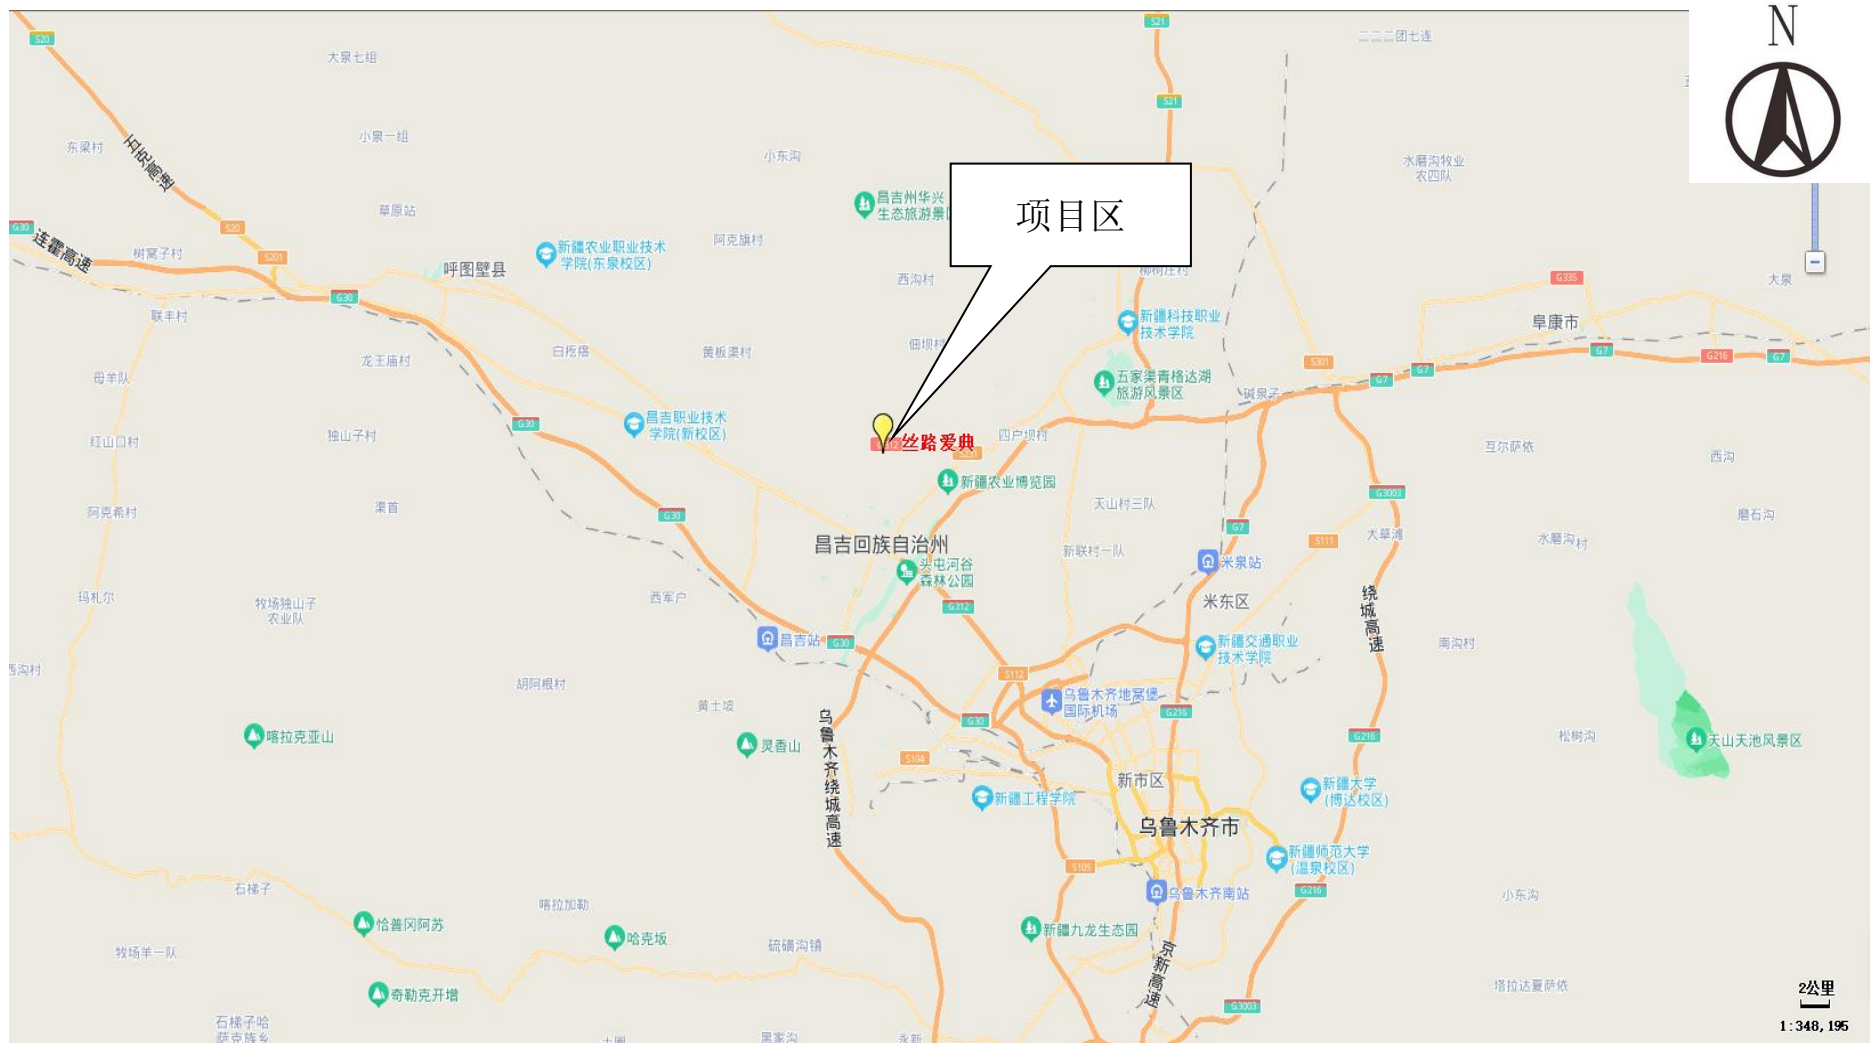 N
S20
S21
二二二团七连
大泉七组
S21
小泉一组
东梁村
五克高速
小东沟
水磨沟牧业
农四队
昌吉州华兴
生态旅游景
项目区
草原站
G30
S20
连霍高速
树窝子村
S201
呼图壁县
新疆农业职业技术
学院(东泉校区)
阿克旗村
西沟村
柳树庄村
G335
大泉
G30
联丰村
新疆科技职业
技术学院
阜康市
龙王庙村
白疙瘩
黄板渠村
佃坝村
S301
G7
G216
G7
母羊队
五家渠青格达湖
旅游风景区
G7
G7
碱泉子
G30
昌吉职业技术
学院(新校区)
红山口村
独山子村
丝路爱典
四户坝村
S231
互尔萨依
西沟
新疆农业博览园
G3003
阿克希村
渠首
G30
天山村三队
磨石沟
G7
S111
大草滩
水磨沟村
昌吉回族自治州
新联村一队
头屯河谷
森林公园
米泉站
玛札尔
牧场独山子
农业队
西军户
G312
米东区
绕城高速
昌吉站
G30
新疆交通职业
技术学院
南沟村
西沟村
胡阿根村
S112
黄土坡
乌鲁木齐地窝堡
国际机场
G216
G30
乌鲁木齐绕城高速
喀拉克亚山
灵香山
G216
松树沟
天山天池风景区
S104
新市区
新疆工程学院
新疆大学
(博达校区)
乌鲁木齐市
新疆师范大学
(温泉校区)
S105
石梯子
喀拉加勒
乌鲁木齐南站
G216
小东沟
恰普冈阿苏
哈克坂
硫磺沟镇
新疆九龙生态园
牧场羊一队
京新高速
奇勒克开增
塔拉达夏萨依
2公里
G3003
石梯子哈
萨克族乡
1:348,195